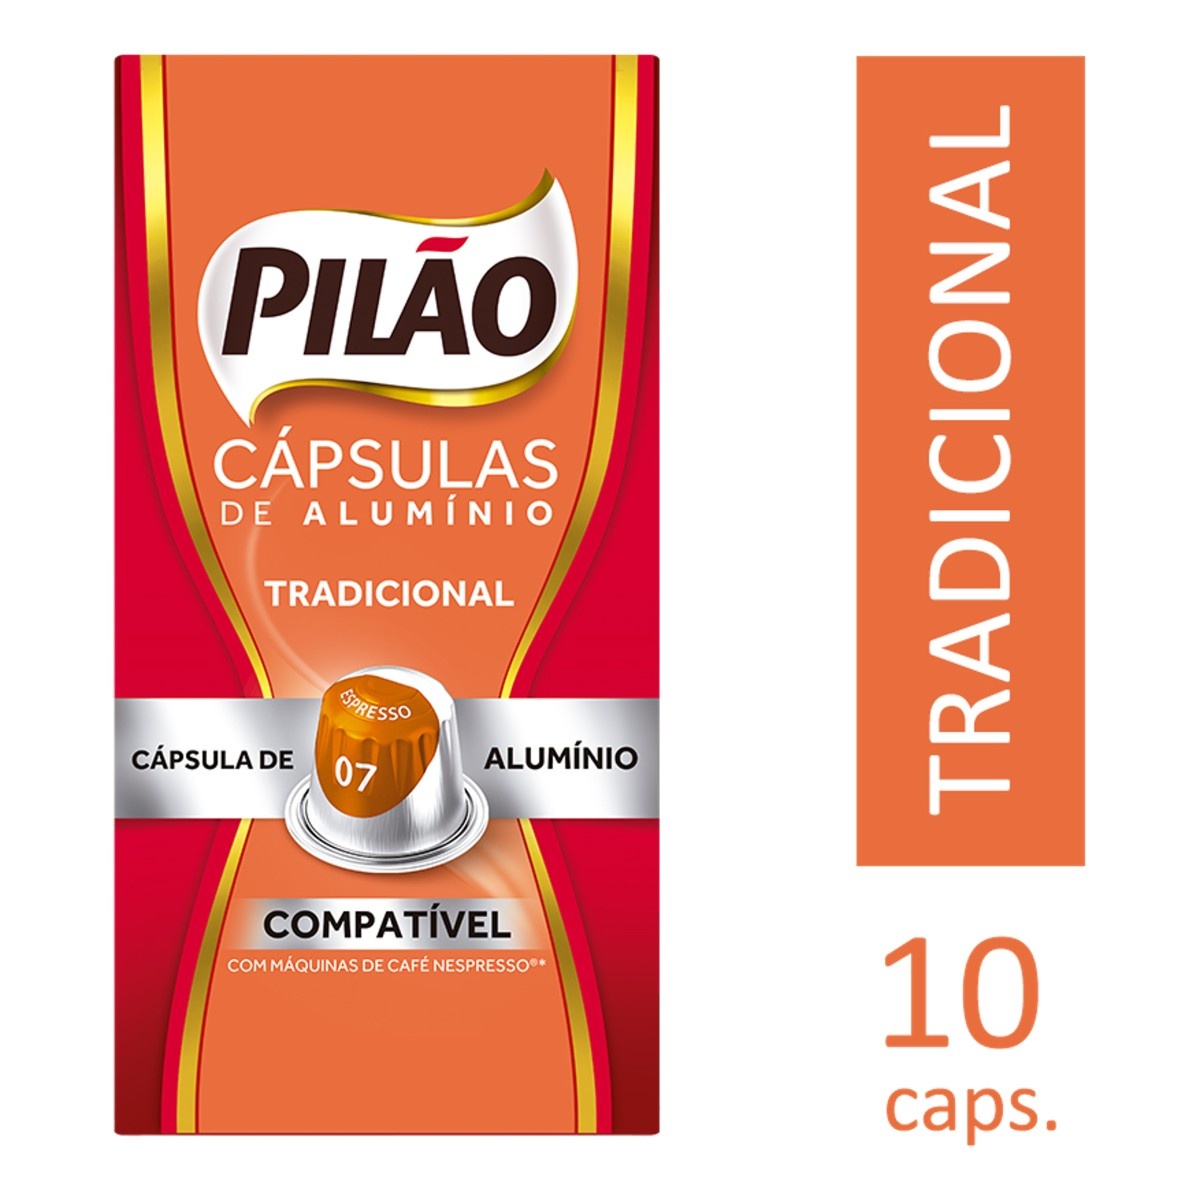 PILÃO
CÁPSULAS
DE ALUMÍNIO
TRADICIONAL
ESPRESSO
07
CÁPSULA DE
ALUMÍNIO
COMPATÍVEL
COM MÁQUINAS DE CAFÉ NESPRESSO®*
TRADICIONAL
10
caps.